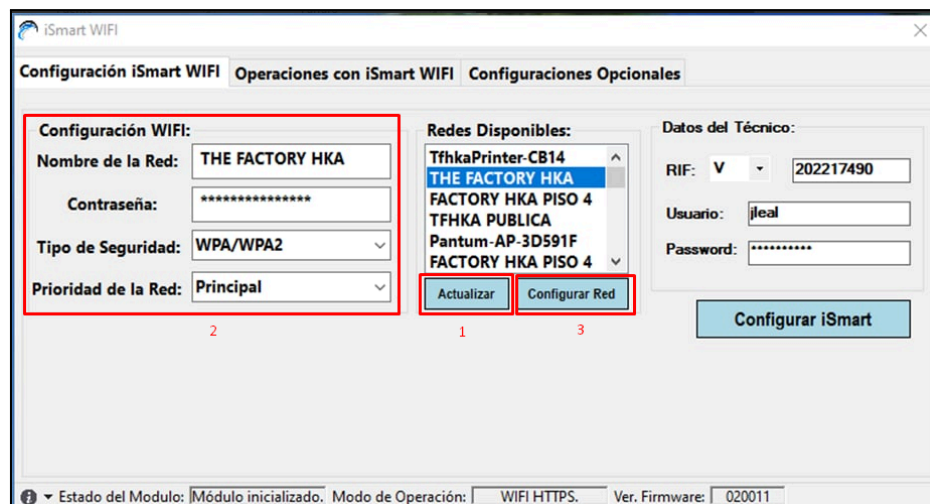 iSmart WIFI
Configuración iSmart WIFI Operaciones con iSmart WIFI Configuraciones Opcionales
Configuración WIFI:
Nombre de la Red: THE FACTORY HKA
Contraseña: ***************
Tipo de Seguridad: WPA/WPA2
Prioridad de la Red: Principal
2
Redes Disponibles:
TfhkaPrinter-CB14
THE FACTORY HKA
FACTORY HKA PISO 4
TFHKA PUBLICA
Pantum-AP-3D591F
FACTORY HKA PISO 4
Actualizar Configurar Red
1 3
Datos del Técnico:
RIF: V 202217490
Usuario: jleal
Password: **********
Configurar iSmart
Estado del Modulo: Módulo inicializado. Modo de Operación: WIFI HTTPS. Ver. Firmware: 020011